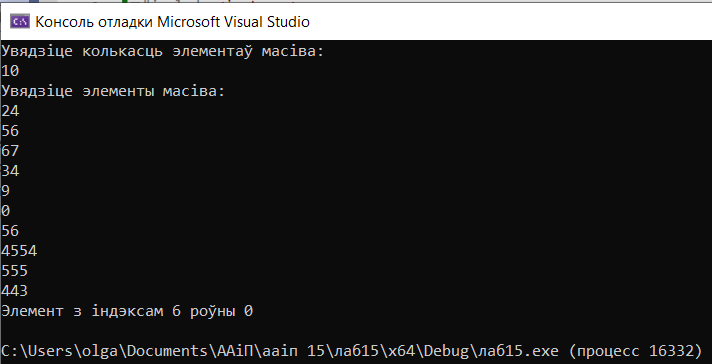 Консоль отладки Microsoft Visual Studio
Увядзіце колькасць элементаў масіва:
10
Увядзіце элементы масіва:
24
56
67
34
9
0
56
4554
555
443
Элемент з індэксам 6 роўны 0
C:\Users\olga\Documents\ААіП\ааіп 15\лаб15\x64\Debug\лаб15.exe (процесс 16332)